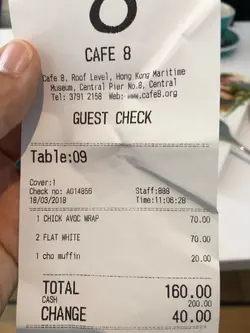 8
CAFE 8
Cafe 8, Roof Level, Hong Kong Maritime
Museum, Central Pier No.8, Central
Tel: 3791 2158 Web: www.cafe8.org
GUEST CHECK
Table:09
Cover:1
Check no: A014856 Staf:888
18/03/2018 Time:11:06:28
1 CHICK AVOC WRAP 70.00
2 FLAT WHITE 70.00
1 cho muffin 20.00
TOTAL 160.00
CASH 200.00
CHANGE 40.00